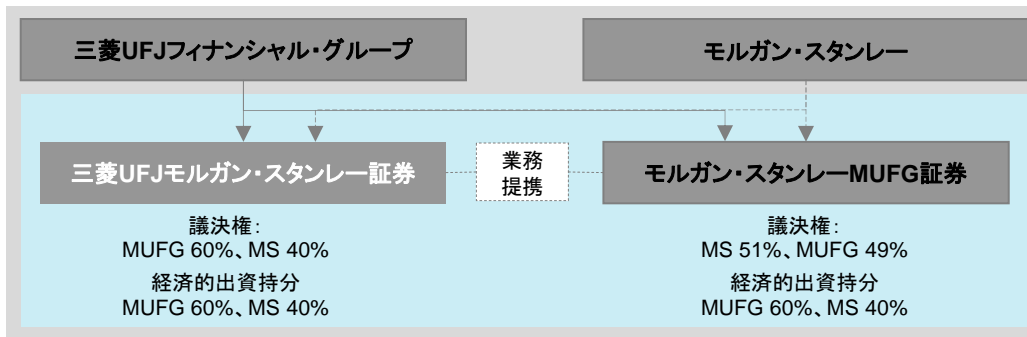 三菱UFJフィナンシャル・グループ
モルガン・スタンレー
三菱UFJモルガン・スタンレー証券
業務
提携
モルガン・スタンレーMUFG証券
議決権:
MUFG 60%、MS 40%
経済的出資持分
MUFG 60%、MS 40%
議決権:
MS 51%、MUFG 49%
経済的出資持分
MUFG 60%、MS 40%